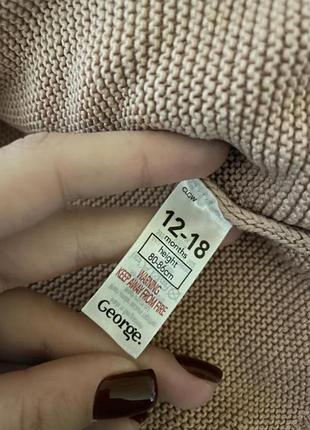 GLOW
12-18
months
height
80-86cm
WARNING
KEEP AWAY FROM FIRE
George.